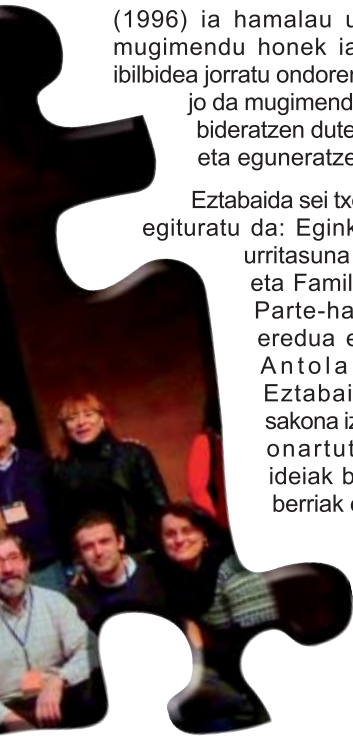 (1996) ia hamalau u
mugimendu honek ia
ibilbidea jorratu ondoren
jo da mugimend
bideratzen dute
eta eguneratze
Eztabaida sei txo
egituratu da: Egink
urritasuna
eta Famil
Parte-ha
eredua e
Antola
Eztabai
sakona iz
onartut
ideiak b
berriak e